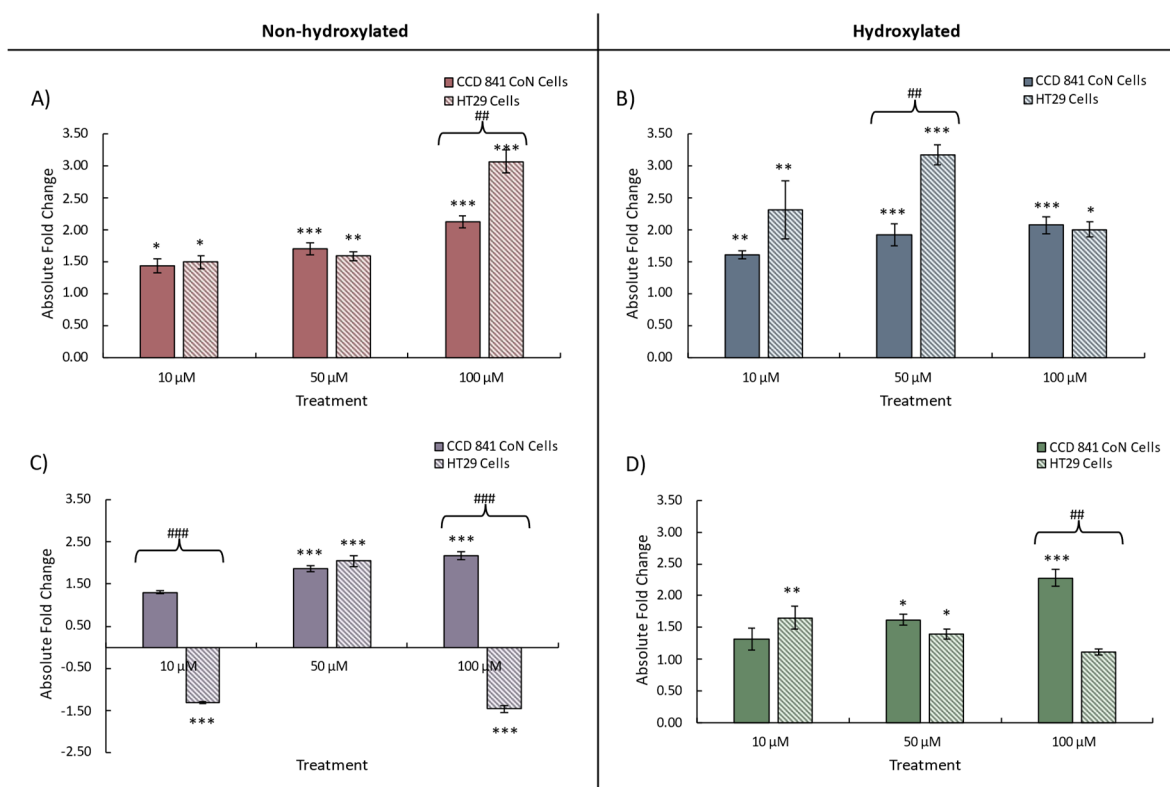 Non-hydroxylated
Hydroxylated
A)
CCD 841 CoN Cells
HT29 Cells
##
3.50
3.00
2.50
2.00
1.50
1.00
0.50
0.00
Absolute Fold Change
*
*
***
**
***
***
10 µM
50 µM
100 µM
Treatment
B)
CCD 841 CoN Cells
HT29 Cells
##
3.50
3.00
2.50
2.00
1.50
1.00
0.50
0.00
Absolute Fold Change
**
**
***
***
***
*
10 µM
50 µM
100 µM
Treatment
C)
CCD 841 CoN Cells
HT29 Cells
###
###
3.50
2.50
1.50
0.50
-0.50
-1.50
-2.50
Absolute Fold Change
***
***
***
***
***
10 µM
50 µM
100 µM
Treatment
D)
CCD 841 CoN Cells
HT29 Cells
##
3.50
3.00
2.50
2.00
1.50
1.00
0.50
0.00
Absolute Fold Change
**
*
*
***
10 µM
50 µM
100 µM
Treatment